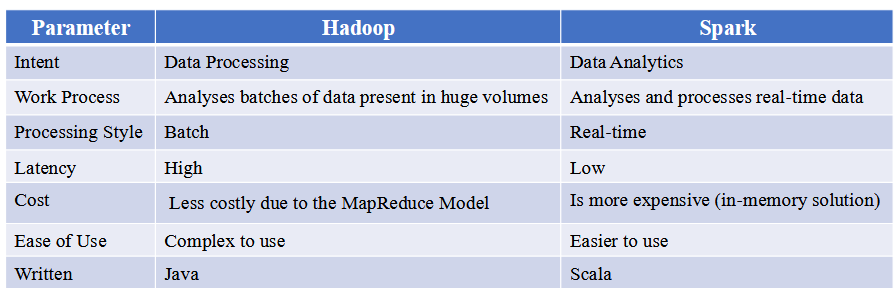 Parameter Hadoop Spark
Intent Data Processing Data Analytics
Work Process Analyses batches of data present in huge volumes Analyses and processes real-time data
Processing Style Batch Real-time
Latency High Low
Cost Less costly due to the MapReduce Model Is more expensive (in-memory solution)
Ease of Use Complex to use Easier to use
Written Java Scala